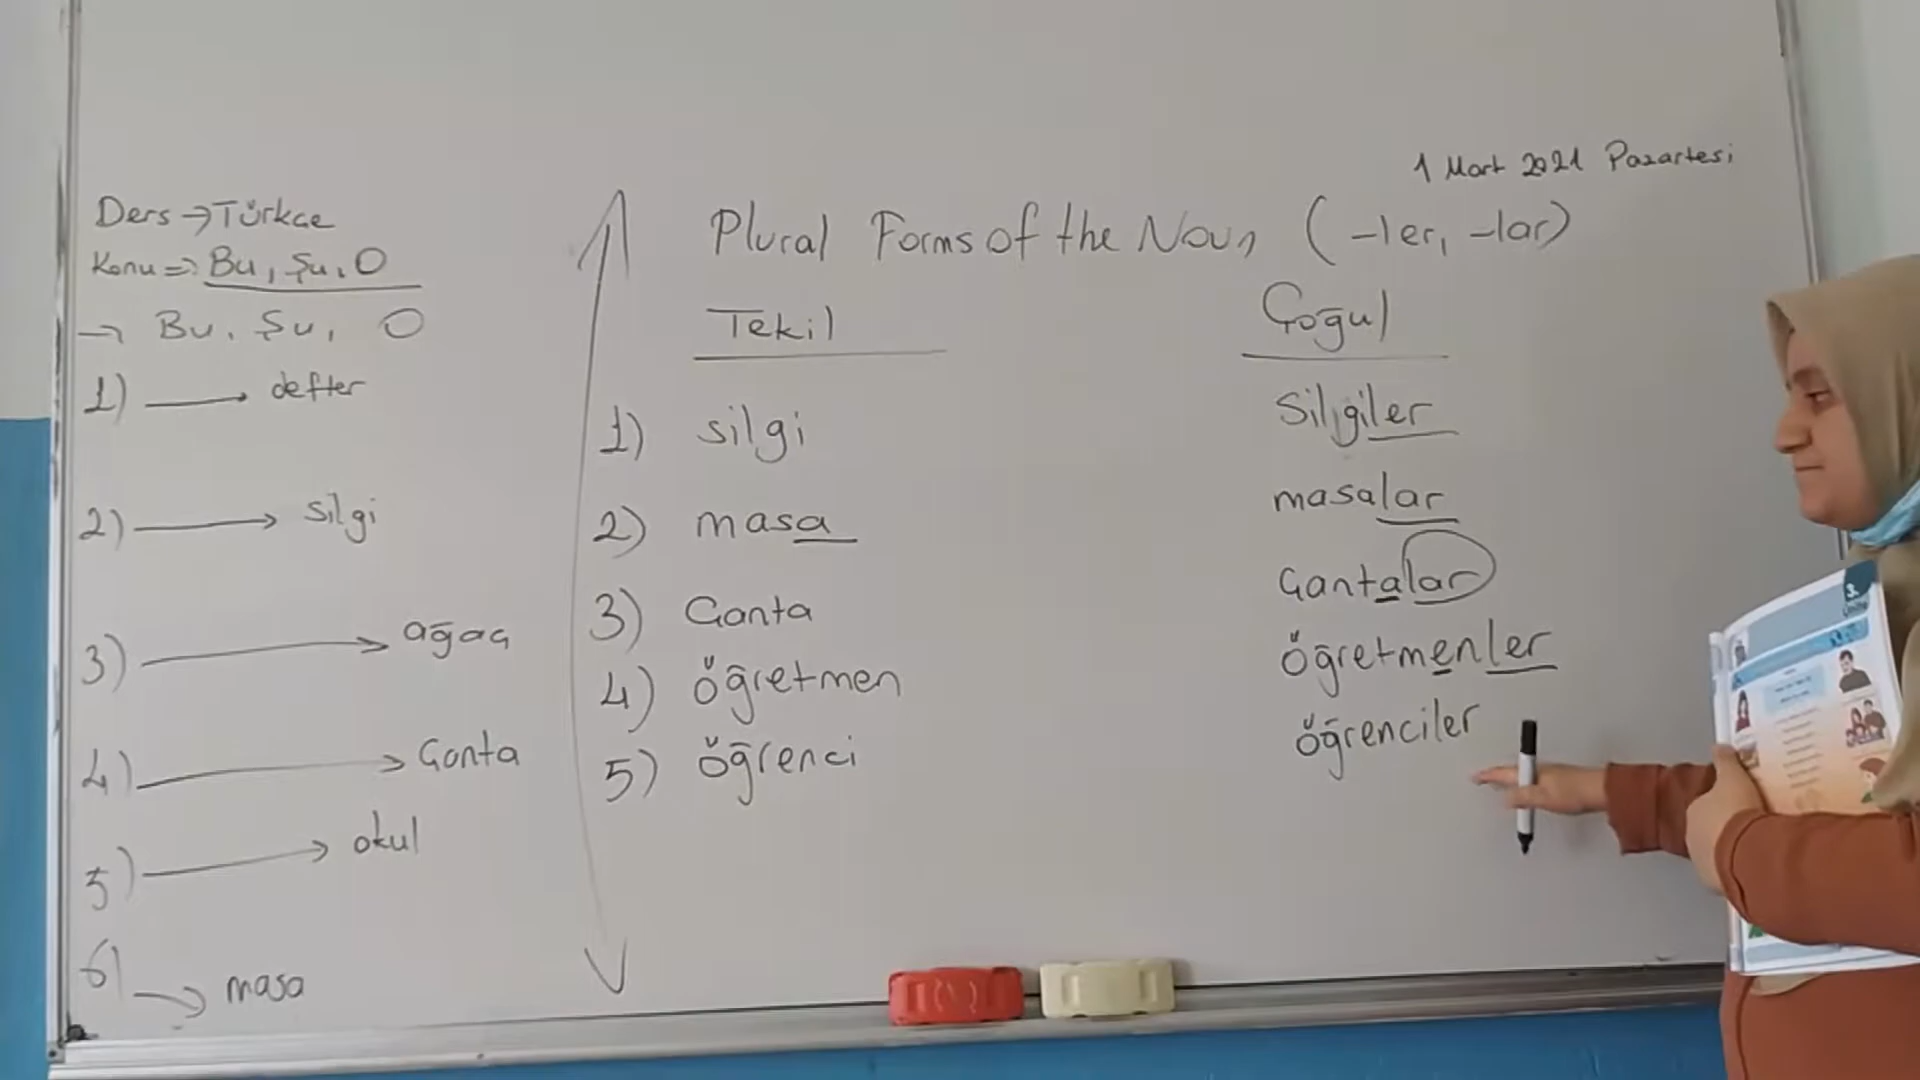 1 Mart 2021 Pazartesi
Ders → Türkçe
Konu => Bu, Şu, O
→ Bu, Şu, O
1) → defter
2) → silgi
3) → ağaç
4) → Çanta
5) → okul
6) → masa
Plural Forms of the Noun (-ler, -lar)
Tekil Çoğul
1) silgi Silgiler
2) masa masalar
3) Çanta Çantalar
4) öğretmen öğretmenler
5) öğrenci öğrenciler
3.
Ünite